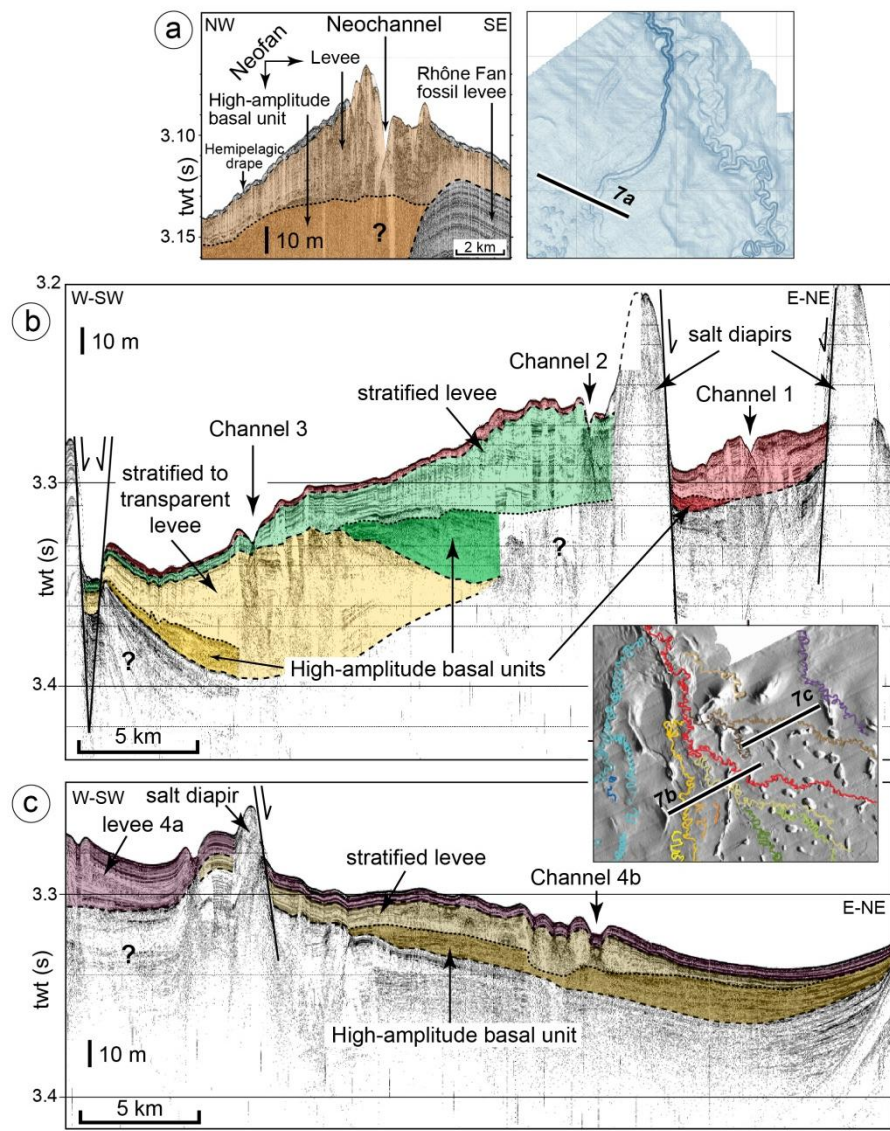 a
NW
Neochannel
SE
Neofan
Levee
High-amplitude
basal unit
Hemipelagic
drape
Rhône Fan
fossil levee
3.10
twt (s)
3.15
10 m
?
2 km
7a
b
3.2
W-SW
E-NE
10 m
salt diapirs
Channel 2
stratified levee
Channel 1
Channel 3
stratified to
transparent
levee
3.3
twt (s)
?
?
High-amplitude basal units
3.4
5 km
7c
7b
c
W-SW
salt diapir
levee 4a
stratified levee
Channel 4b
E-NE
3.3
?
twt (s)
High-amplitude basal unit
10 m
3.4
5 km